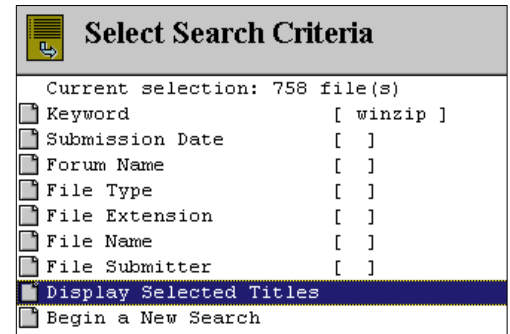 Select Search Criteria
Current selection: 758 file(s)
Keyword [ winzip ]
Submission Date [ ]
Forum Name [ ]
File Type [ ]
File Extension [ ]
File Name [ ]
File Submitter [ ]
Display Selected Titles
Begin a New Search